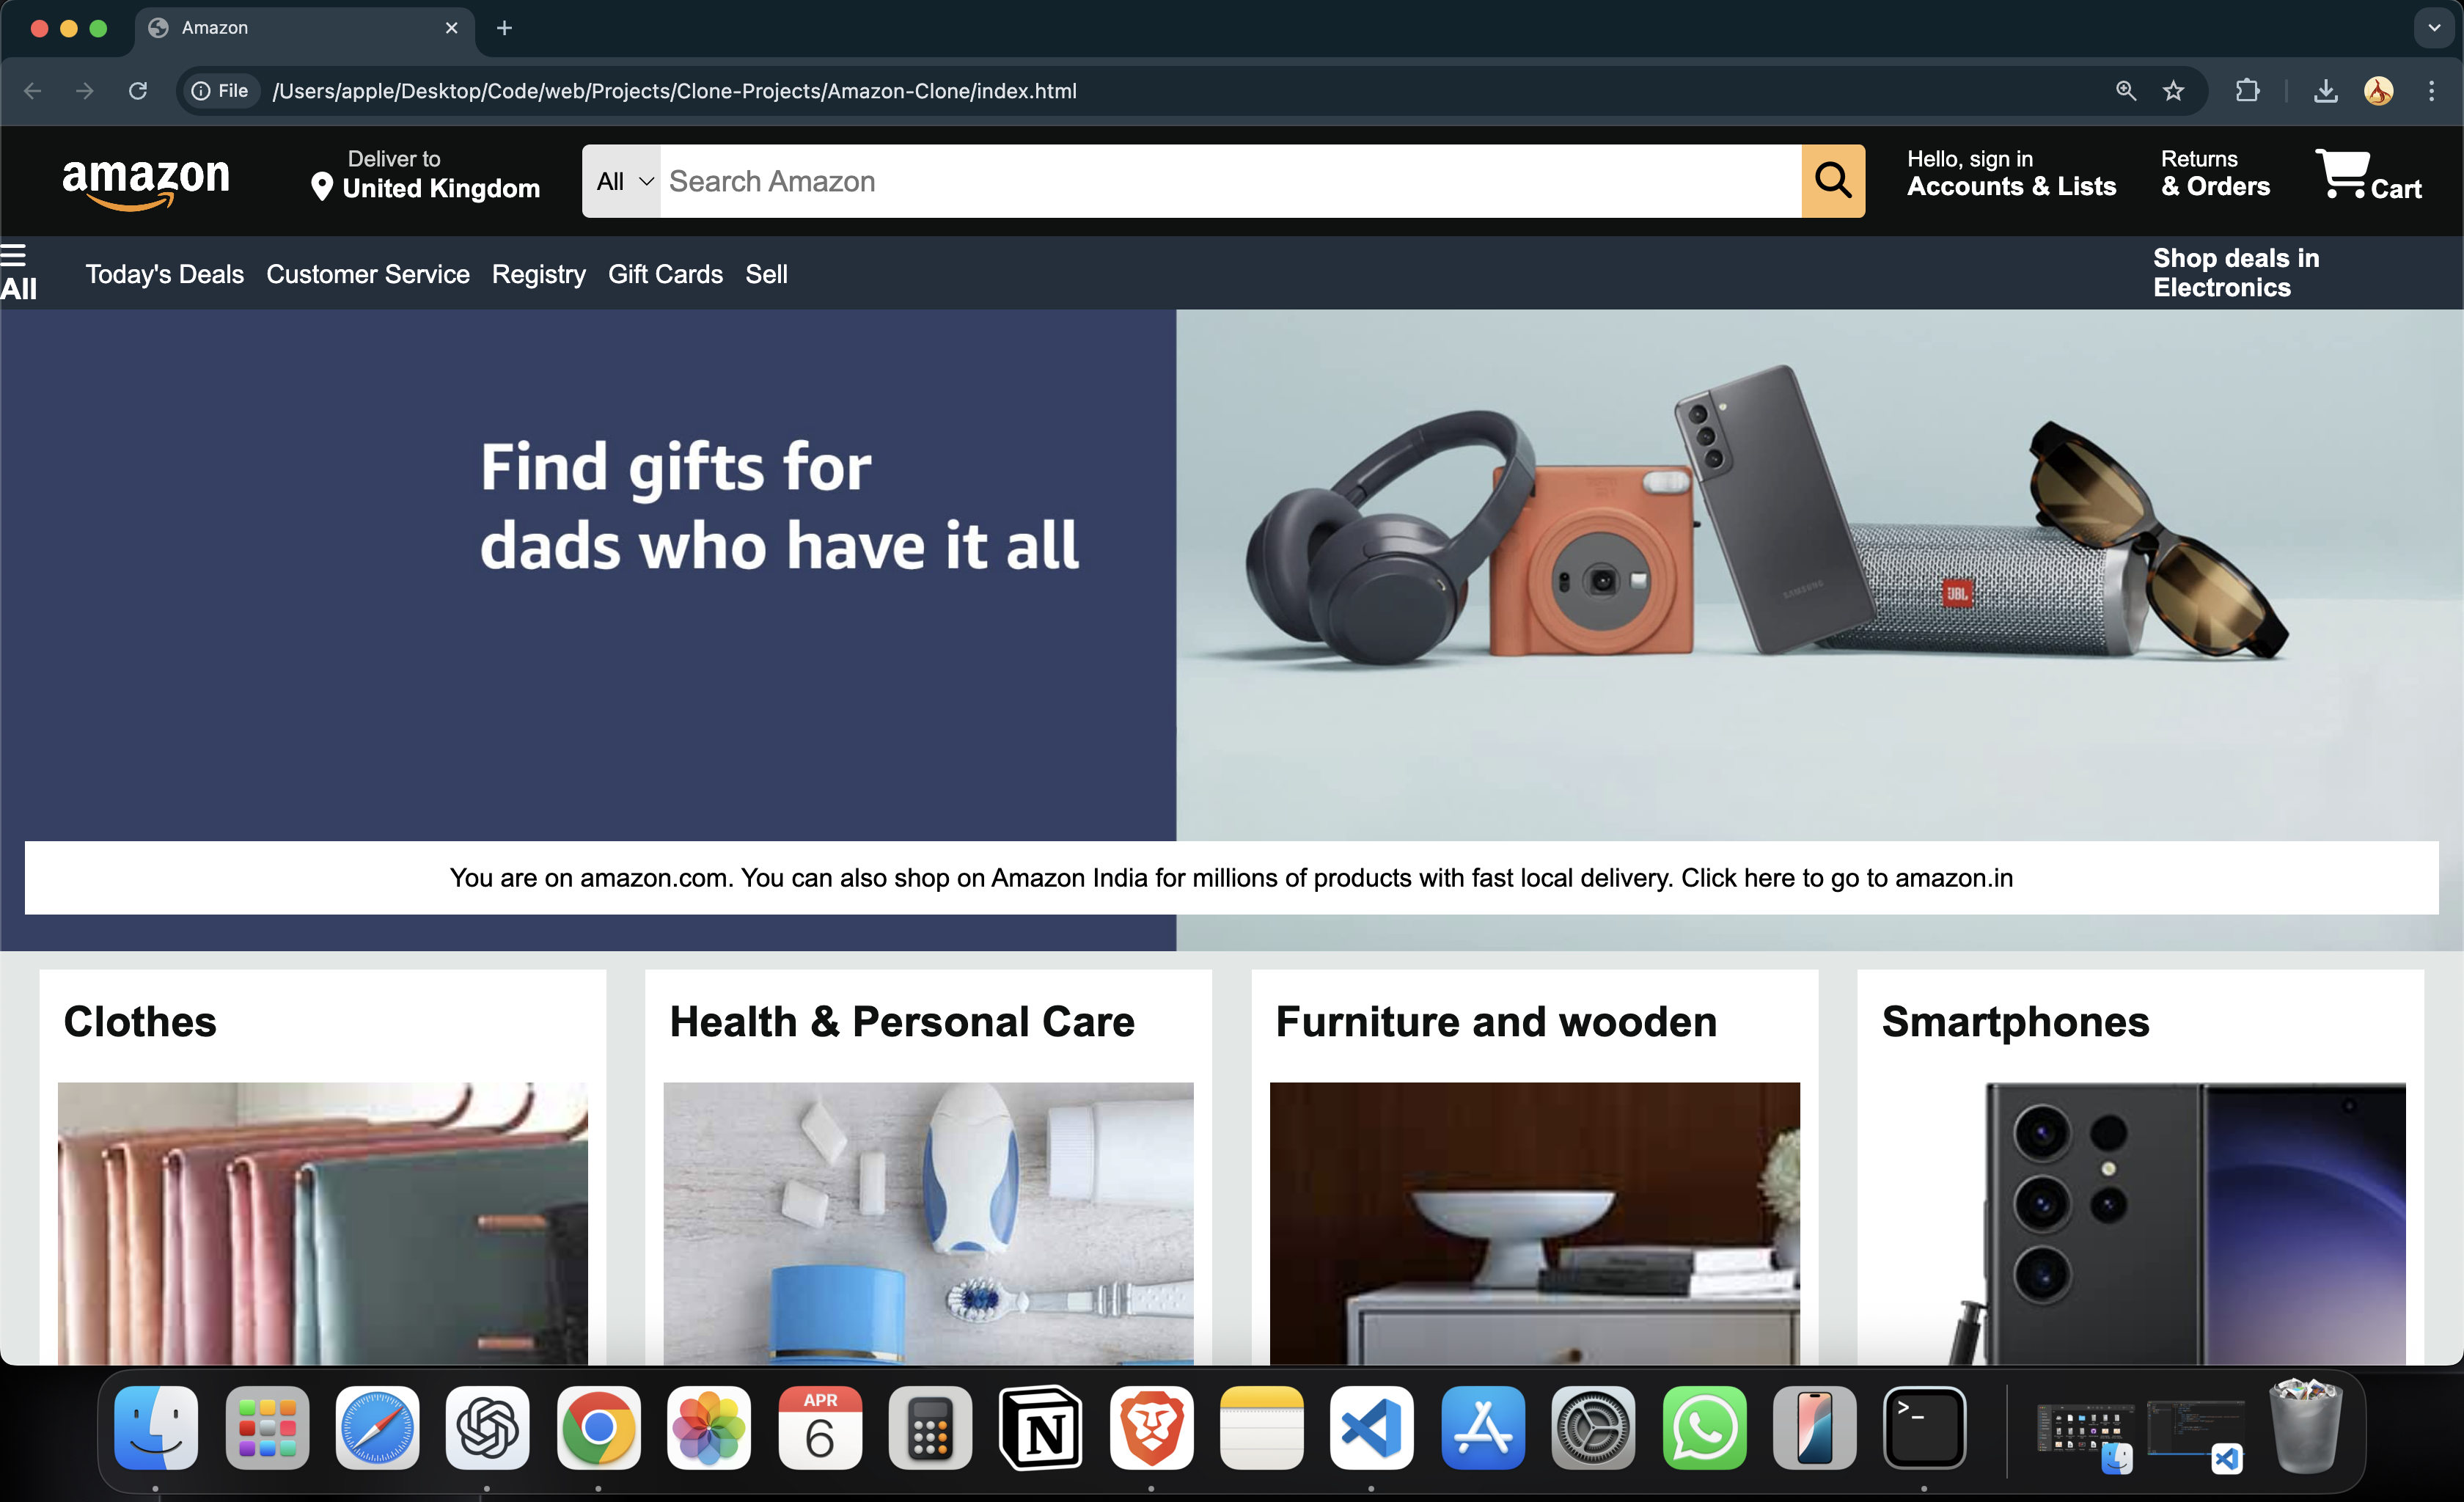 Amazon
File
/Users/apple/Desktop/Code/web/Projects/Clone-Projects/Amazon-Clone/index.html
amazon
Deliver to
United Kingdom
All
Search Amazon
Hello, sign in
Accounts & Lists
Returns
& Orders
Cart
All
Today's Deals
Customer Service
Registry
Gift Cards
Sell
Shop deals in
Electronics
Find gifts for
dads who have it all
SAMSUNG
JBL
You are on amazon.com. You can also shop on Amazon India for millions of products with fast local delivery. Click here to go to amazon.in
Clothes
Health & Personal Care
Furniture and wooden
Smartphones
APR
6
N
>_